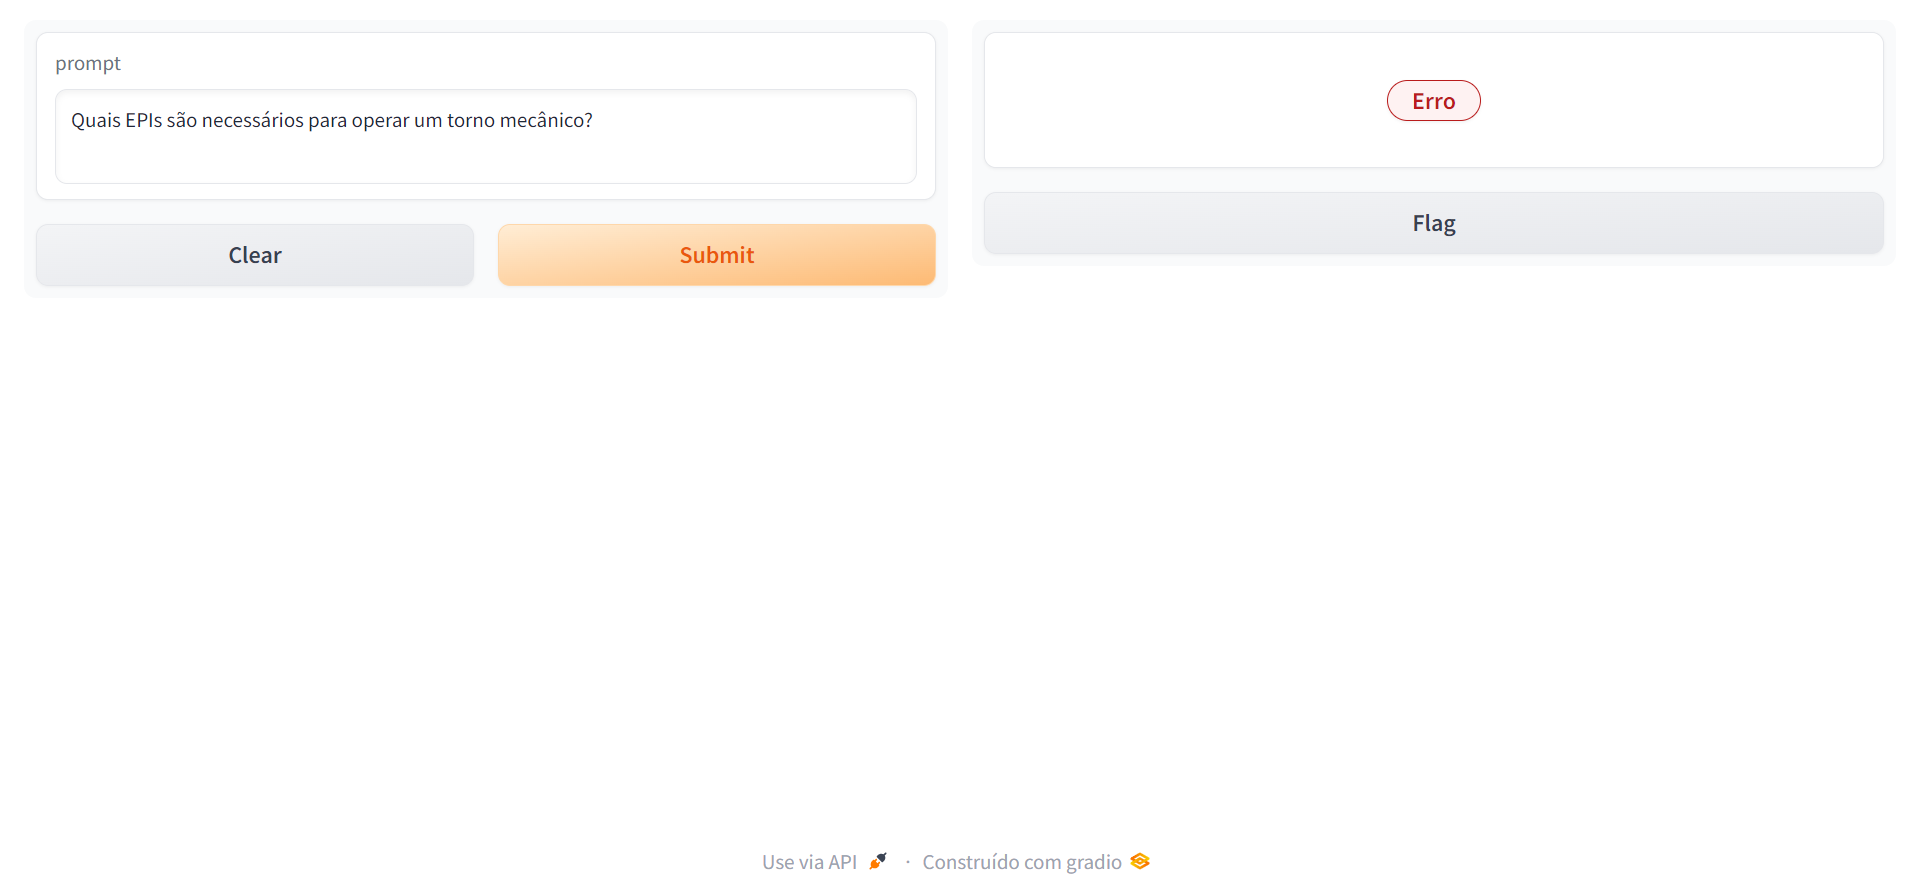 prompt
Quais EPIs são necessários para operar um torno mecânico?
Clear
Submit
Erro
Flag
Use via API · Construído com gradio